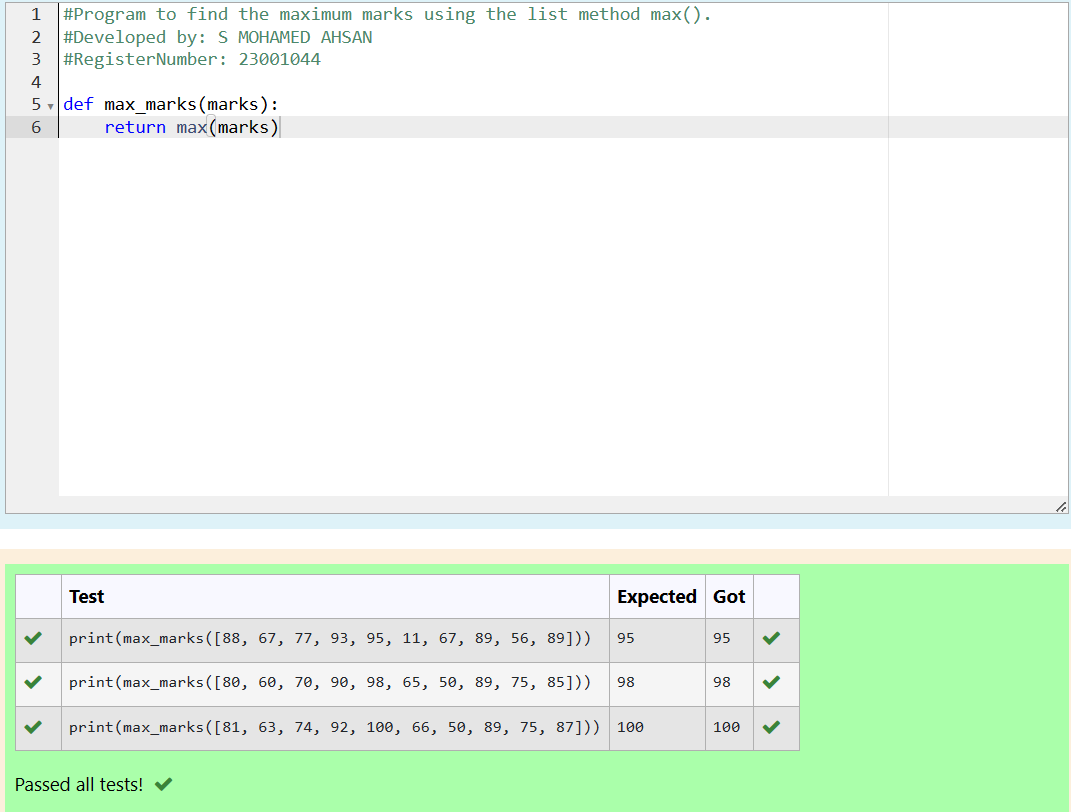 1 #Program to find the maximum marks using the list method max().
2 #Developed by: S MOHAMED AHSAN
3 #RegisterNumber: 23001044
4
5 def max_marks(marks):
6     return max(marks)
Test Expected Got
print(max_marks([88, 67, 77, 93, 95, 11, 67, 89, 56, 89])) 95 95
print(max_marks([80, 60, 70, 90, 98, 65, 50, 89, 75, 85])) 98 98
print(max_marks([81, 63, 74, 92, 100, 66, 50, 89, 75, 87])) 100 100
Passed all tests!